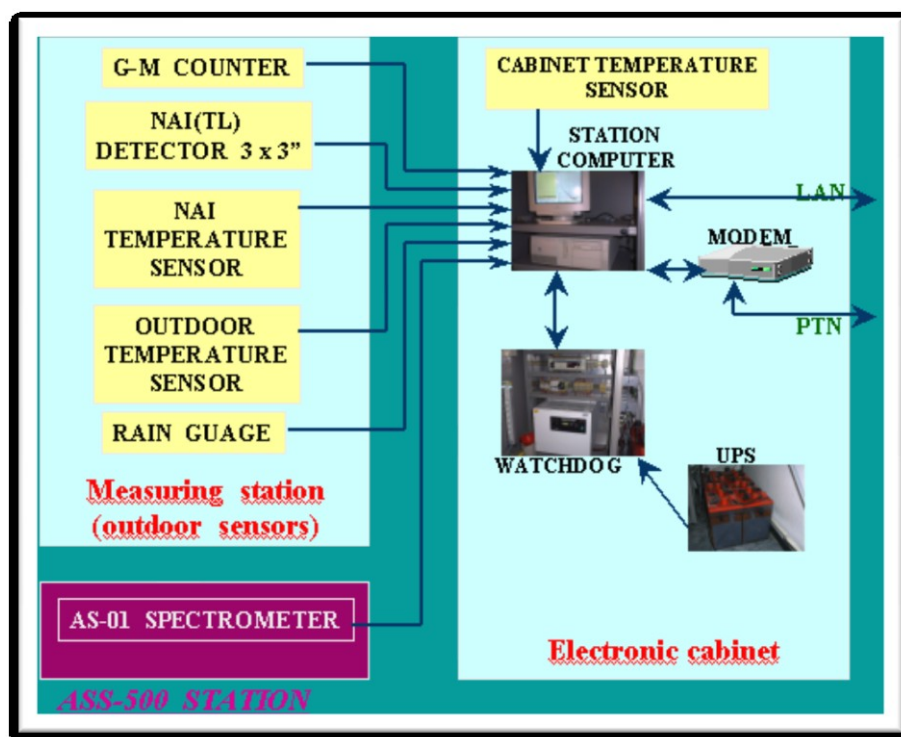 G-M COUNTER
NAI(TL)
DETECTOR 3 x 3”
NAI
TEMPERATURE
SENSOR
OUTDOOR
TEMPERATURE
SENSOR
RAIN GUAGE
Measuring station
(outdoor sensors)
AS-01 SPECTROMETER
ASS-500 STATION
CABINET TEMPERATURE
SENSOR
STATION
COMPUTER
LAN
MODEM
PTN
WATCHDOG
UPS
Electronic cabinet